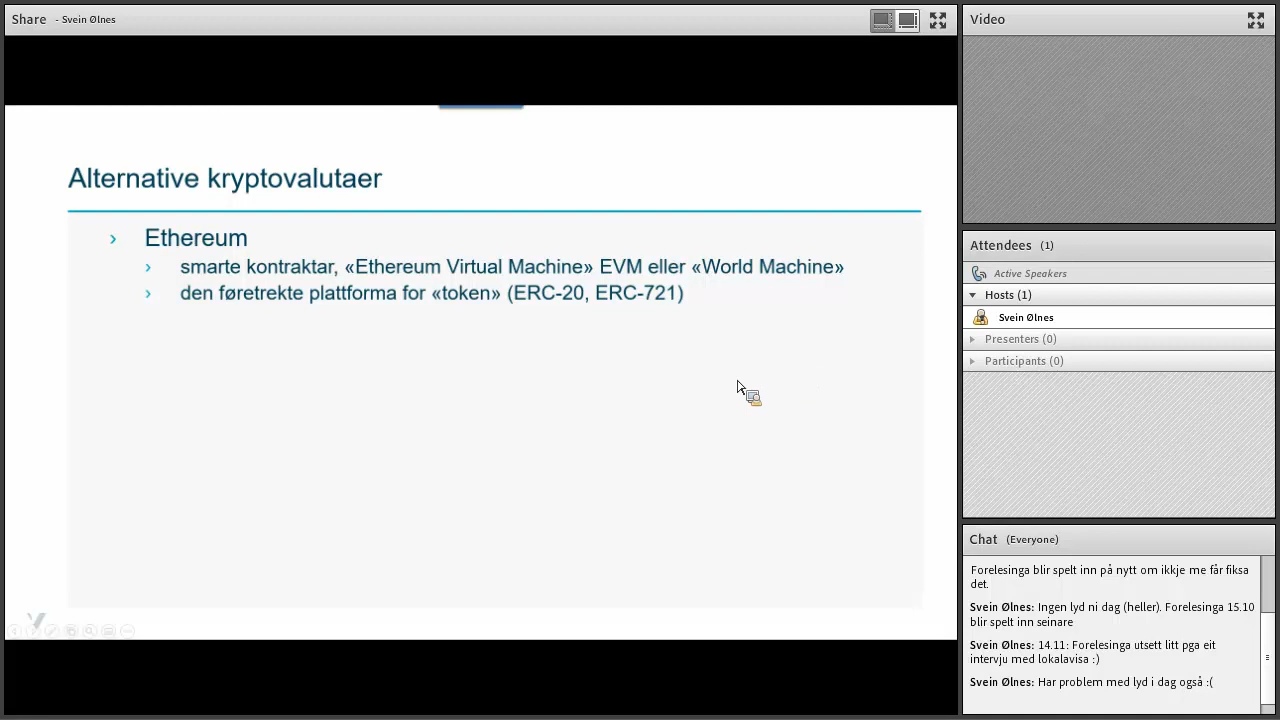 Share - Svein Ølnes
Alternative kryptovalutaer
› Ethereum
› smarte kontraktar, «Ethereum Virtual Machine» EVM eller «World Machine»
› den føretrekte plattforma for «token» (ERC-20, ERC-721)
Video
Attendees (1)
Active Speakers
Hosts (1)
Svein Ølnes
Presenters (0)
Participants (0)
Chat (Everyone)
Forelesinga blir spelt inn på nytt om ikkje me får fiksa
det.
Svein Ølnes: Ingen lyd ni dag (heller). Forelesinga 15.10
blir spelt inn seinare
Svein Ølnes: 14.11: Forelesinga utsett litt pga eit
intervju med lokalavisa :)
Svein Ølnes: Har problem med lyd i dag også :(